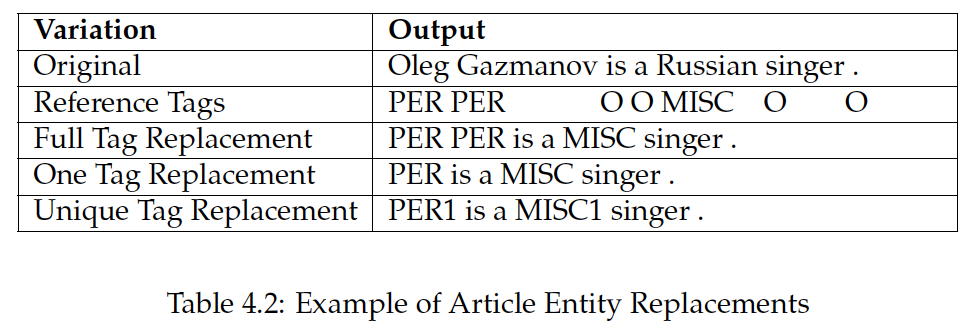 Variation Output
Original Oleg Gazmanov is a Russian singer .
Reference Tags PER PER O O MISC O O
Full Tag Replacement PER PER is a MISC singer .
One Tag Replacement PER is a MISC singer .
Unique Tag Replacement PER1 is a MISC1 singer .
Table 4.2: Example of Article Entity Replacements